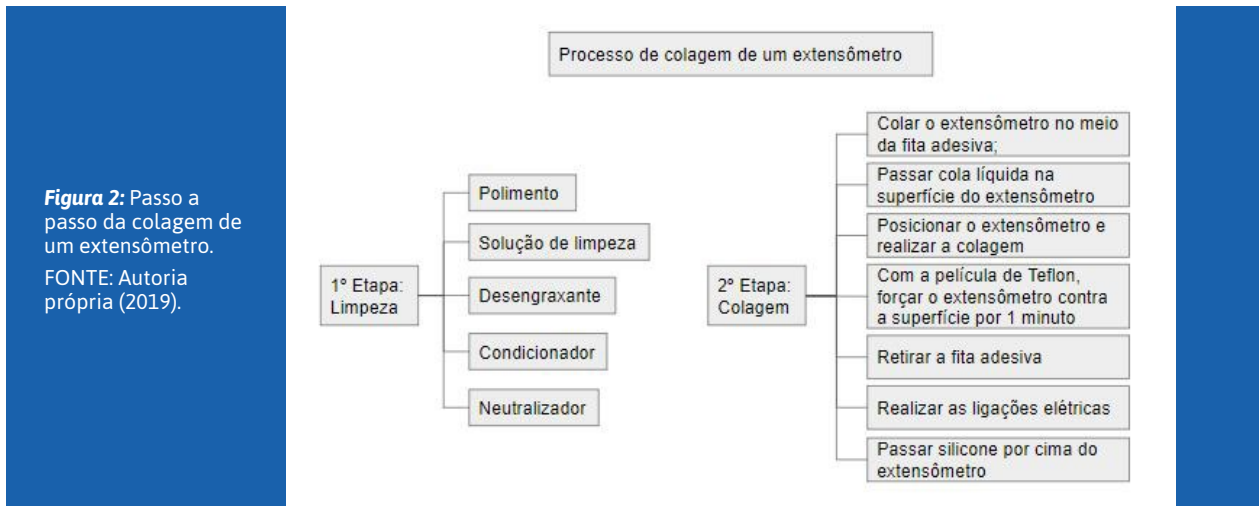 Figura 2: Passo a
passo da colagem de
um extensômetro.
FONTE: Autoria
própria (2019).
Processo de colagem de um extensômetro
1º Etapa:
Limpeza
Polimento
Solução de limpeza
Desengraxante
Condicionador
Neutralizador
2º Etapa:
Colagem
Colar o extensômetro no meio
da fita adesiva;
Passar cola líquida na
superfície do extensômetro
Posicionar o extensômetro e
realizar a colagem
Com a película de Teflon,
forçar o extensômetro contra
a superfície por 1 minuto
Retirar a fita adesiva
Realizar as ligações elétricas
Passar silicone por cima do
extensômetro